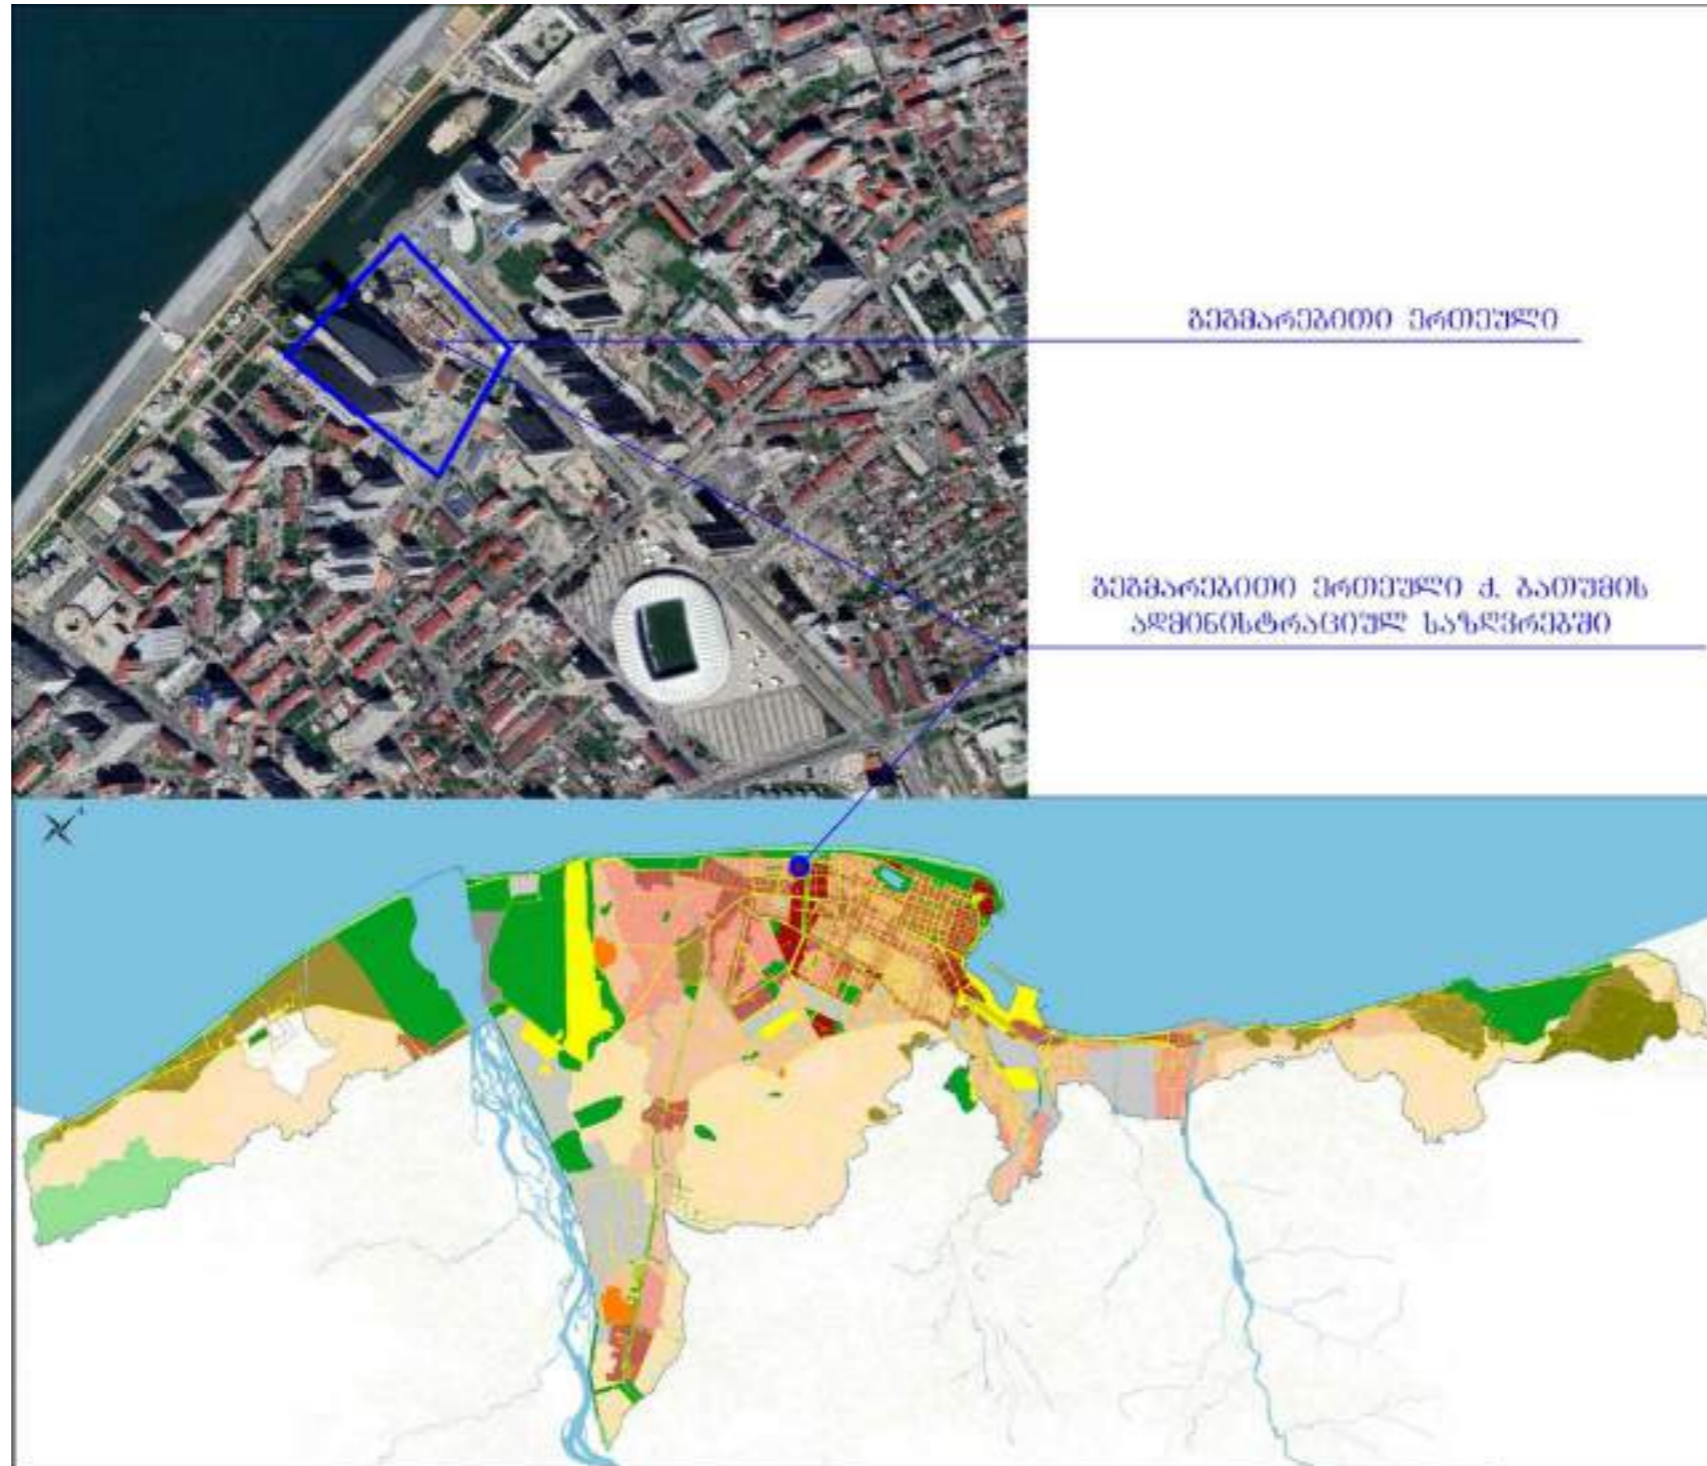 გეგმარებითი ერთეული
გეგმარებითი ერთეული ქ. ბათუმის
ადმინისტრაციულ საზღვრებში